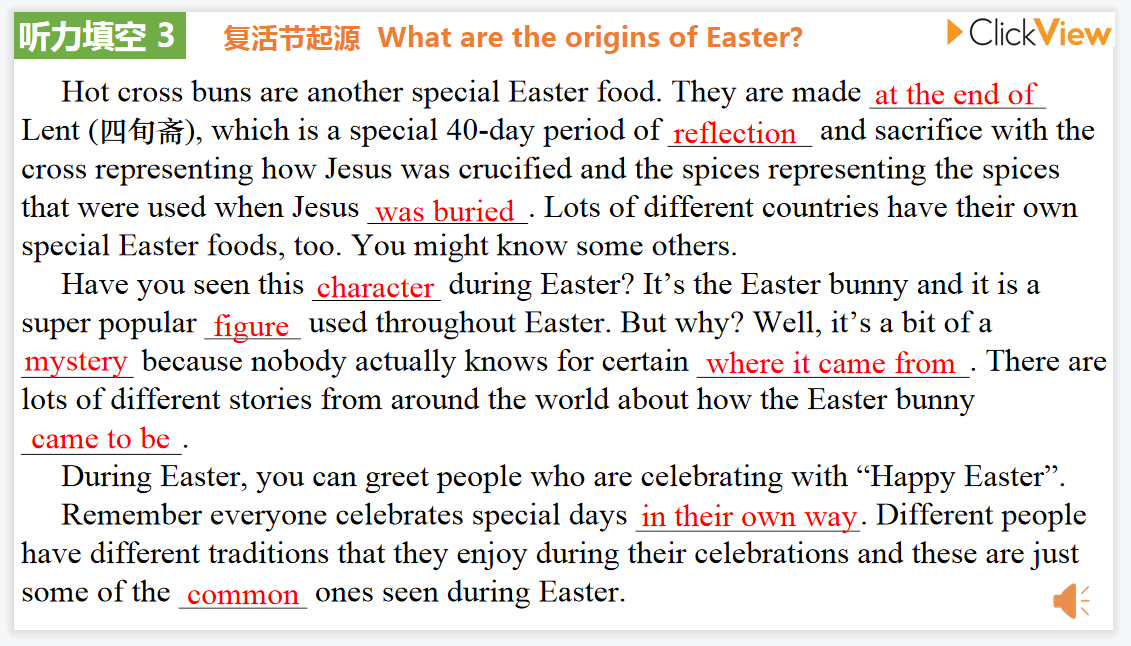 听力填空 3
复活节起源 What are the origins of Easter?
ClickView
Hot cross buns are another special Easter food. They are made at the end of
Lent (四旬斋), which is a special 40-day period of reflection and sacrifice with the
cross representing how Jesus was crucified and the spices representing the spices
that were used when Jesus was buried. Lots of different countries have their own
special Easter foods, too. You might know some others.
Have you seen this character during Easter? It’s the Easter bunny and it is a
super popular figure used throughout Easter. But why? Well, it’s a bit of a
mystery because nobody actually knows for certain where it came from. There are
lots of different stories from around the world about how the Easter bunny
came to be.
During Easter, you can greet people who are celebrating with “Happy Easter”.
Remember everyone celebrates special days in their own way. Different people
have different traditions that they enjoy during their celebrations and these are just
some of the common ones seen during Easter.